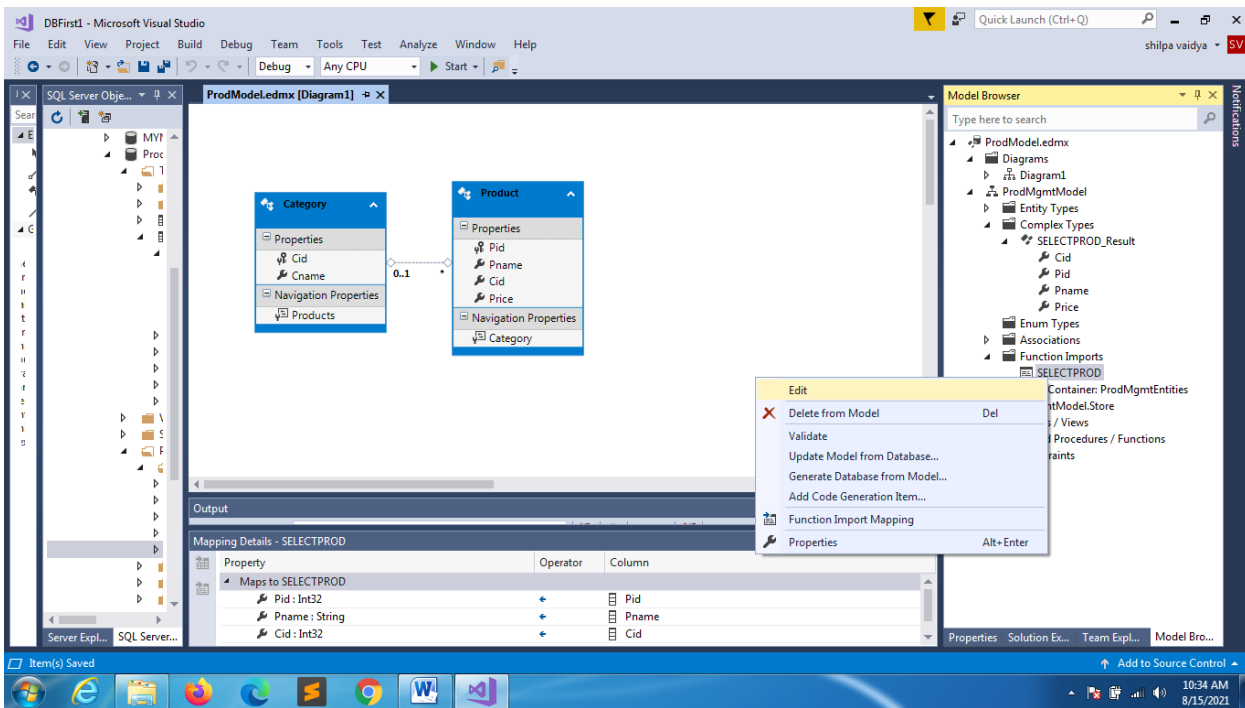 DBFirst1 - Microsoft Visual Studio
Quick Launch (Ctrl+Q)
File Edit View Project Build Debug Team Tools Test Analyze Window Help
shilpa vaidya SV
Debug Any CPU Start
SQL Server Obje...
ProdModel.edmx [Diagram1]
Model Browser
Notifications
Sear
Type here to search
MYN
Proc
ProdModel.edmx
Diagrams
Diagram1
ProdMgmtModel
Entity Types
Complex Types
SELECTPROD_Result
Cid
Pid
Pname
Price
Enum Types
Associations
Function Imports
SELECTPROD
Container: ProdMgmtEntities
ntModel.Store
s / Views
d Procedures / Functions
raints
Category
Properties
Cid
Cname
Navigation Properties
Products
0..1 *
Product
Properties
Pid
Pname
Cid
Price
Navigation Properties
Category
Edit
Delete from Model Del
Validate
Update Model from Database...
Generate Database from Model...
Add Code Generation Item...
Function Import Mapping
Properties Alt+Enter
Output
Mapping Details - SELECTPROD
Property Operator Column
Maps to SELECTPROD
Pid : Int32 Pid
Pname : String Pname
Cid : Int32 Cid
Server Expl... SQL Server...
Properties Solution Ex... Team Expl... Model Bro...
Item(s) Saved
Add to Source Control
10:34 AM
8/15/2021